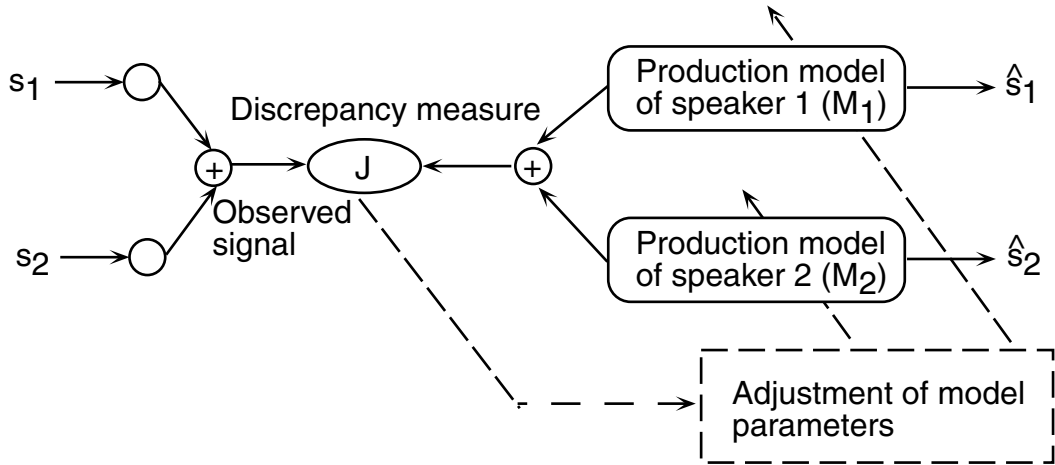 s1
Discrepancy measure
+
J
Observed
signal
s2
+
Production model
of speaker 1 (M1)
ŝ1
Production model
of speaker 2 (M2)
ŝ2
Adjustment of model
parameters